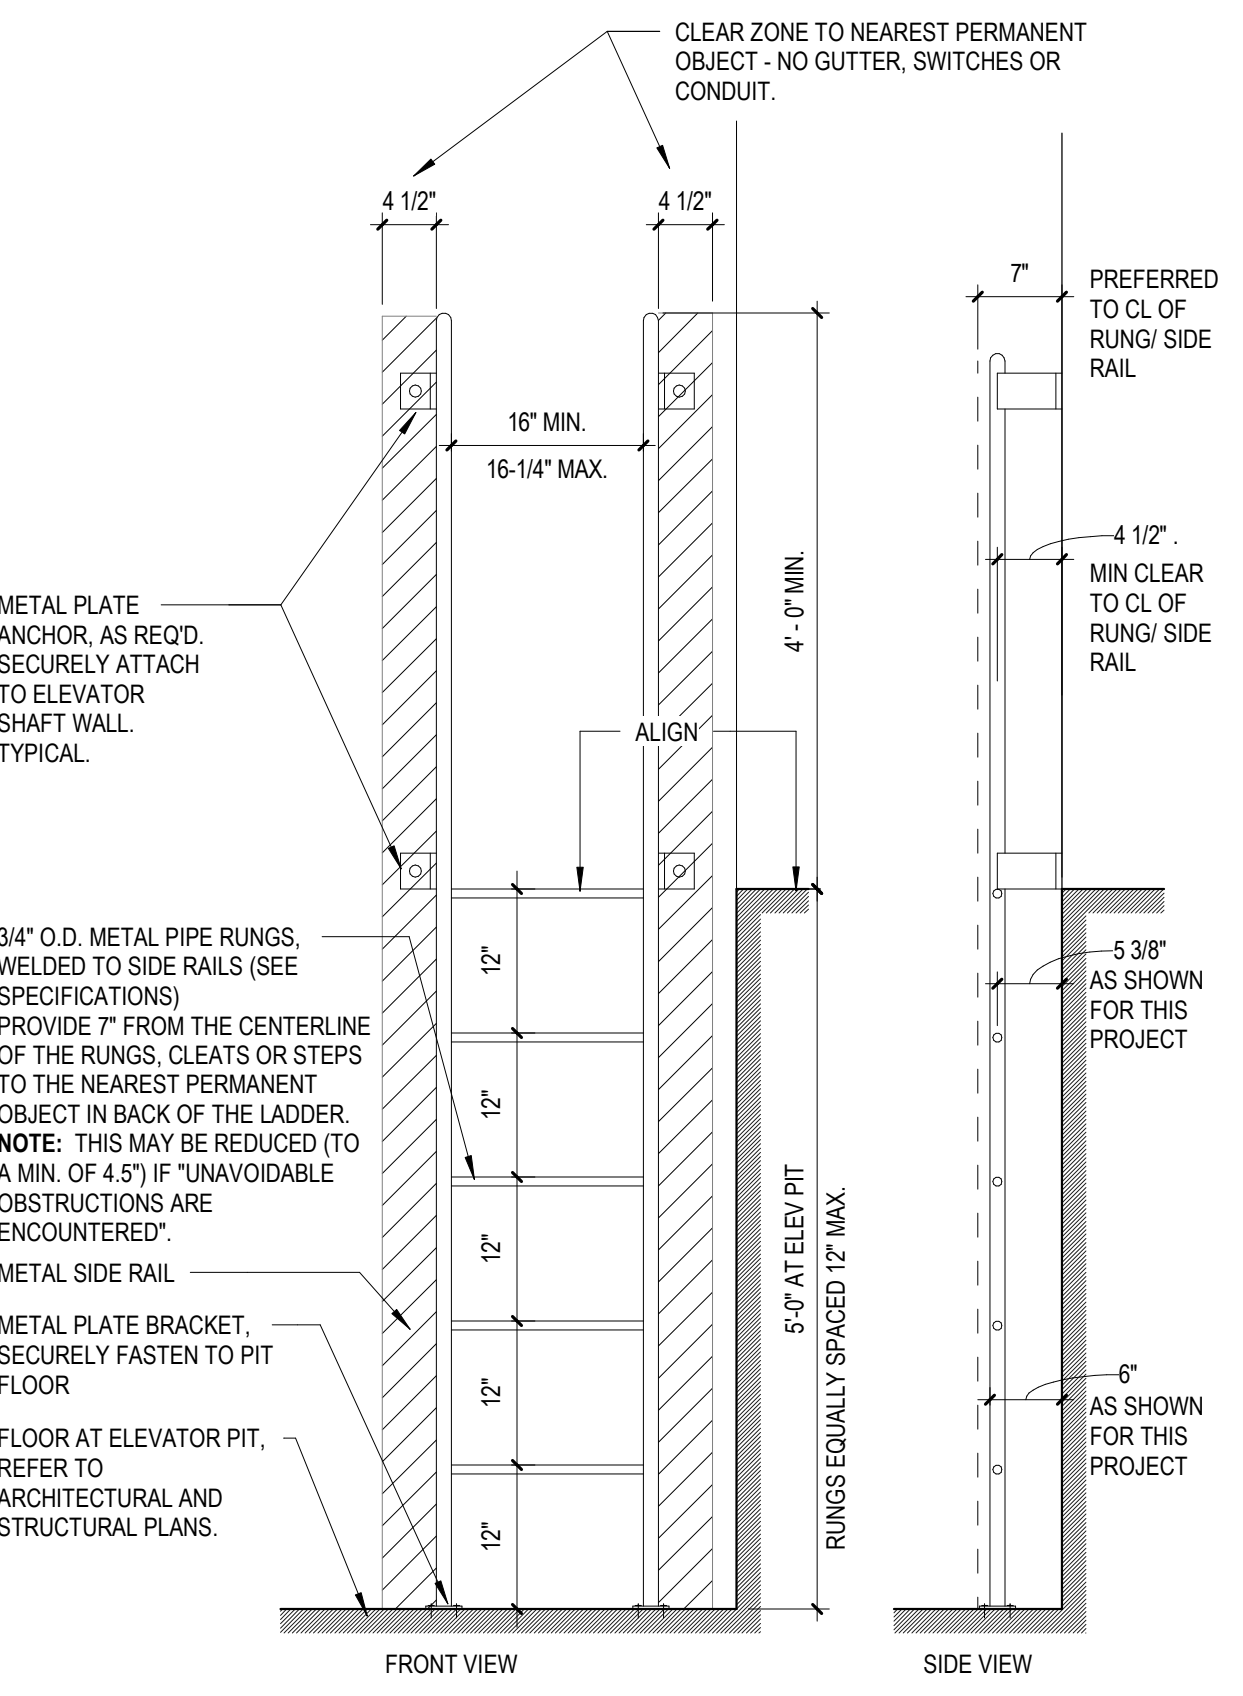 CLEAR ZONE TO NEAREST PERMANENT
OBJECT - NO GUTTER, SWITCHES OR
CONDUIT.
4 1/2"
4 1/2"
7"
PREFERRED
TO CL OF
RUNG/ SIDE
RAIL
16" MIN.
16-1/4" MAX.
4' - 0" MIN.
4 1/2" .
MIN CLEAR
TO CL OF
RUNG/ SIDE
RAIL
METAL PLATE
ANCHOR, AS REQ'D.
SECURELY ATTACH
TO ELEVATOR
SHAFT WALL.
TYPICAL.
ALIGN
3/4" O.D. METAL PIPE RUNGS,
WELDED TO SIDE RAILS (SEE
SPECIFICATIONS)
PROVIDE 7" FROM THE CENTERLINE
OF THE RUNGS, CLEATS OR STEPS
TO THE NEAREST PERMANENT
OBJECT IN BACK OF THE LADDER.
NOTE: THIS MAY BE REDUCED (TO
A MIN. OF 4.5") IF "UNAVOIDABLE
OBSTRUCTIONS ARE
ENCOUNTERED".
METAL SIDE RAIL
METAL PLATE BRACKET,
SECURELY FASTEN TO PIT
FLOOR
FLOOR AT ELEVATOR PIT,
REFER TO
ARCHITECTURAL AND
STRUCTURAL PLANS.
12"
12"
12"
12"
12"
5'-0" AT ELEV PIT
RUNGS EQUALLY SPACED 12" MAX.
5 3/8"
AS SHOWN
FOR THIS
PROJECT
6"
AS SHOWN
FOR THIS
PROJECT
FRONT VIEW
SIDE VIEW